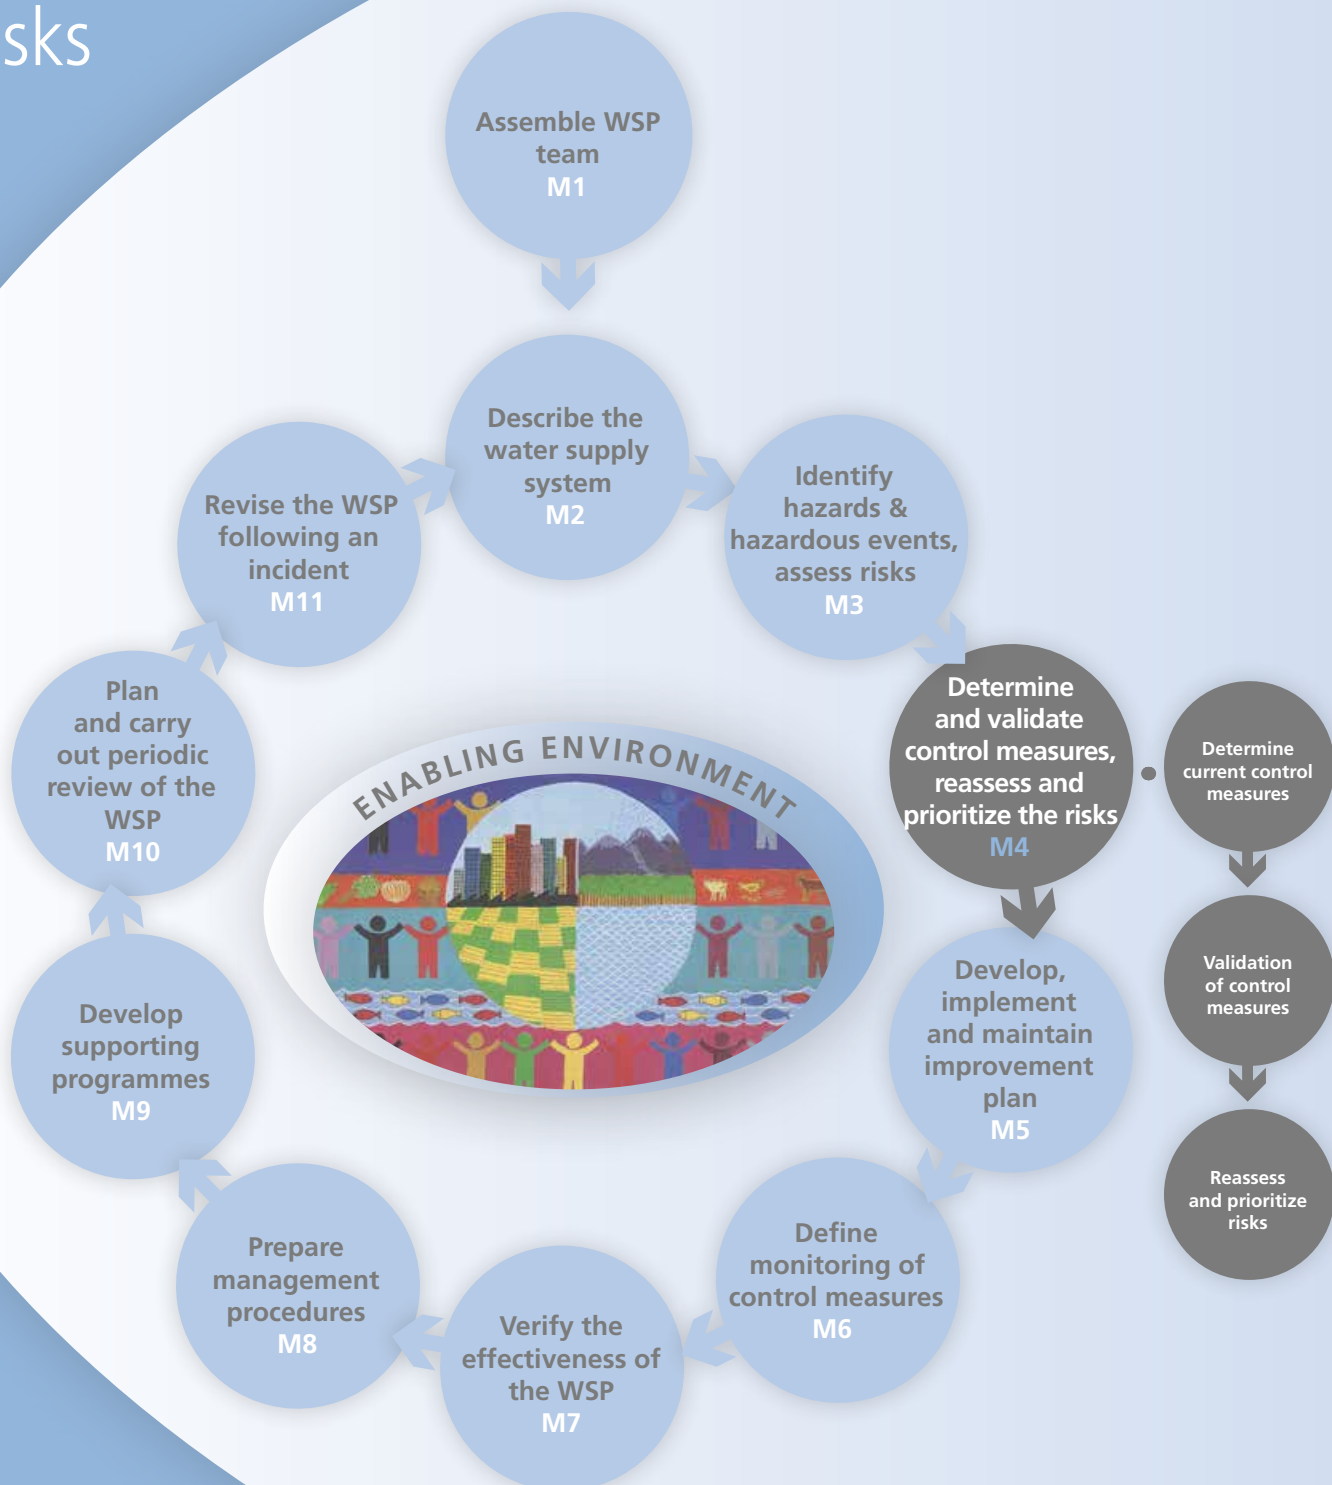 sks
Assemble WSP
team
M1
Describe the
water supply
system
M2
Identify
hazards &
hazardous events,
assess risks
M3
Determine
and validate
control measures,
reassess and
prioritize the risks
M4
Determine
current control
measures
Validation
of control
measures
Reassess
and prioritize
risks
Develop,
implement
and maintain
improvement
plan
M5
Define
monitoring of
control measures
M6
Verify the
effectiveness of
the WSP
M7
Prepare
management
procedures
M8
Develop
supporting
programmes
M9
Plan
and carry
out periodic
review of the
WSP
M10
Revise the WSP
following an
incident
M11
ENABLING ENVIRONMENT